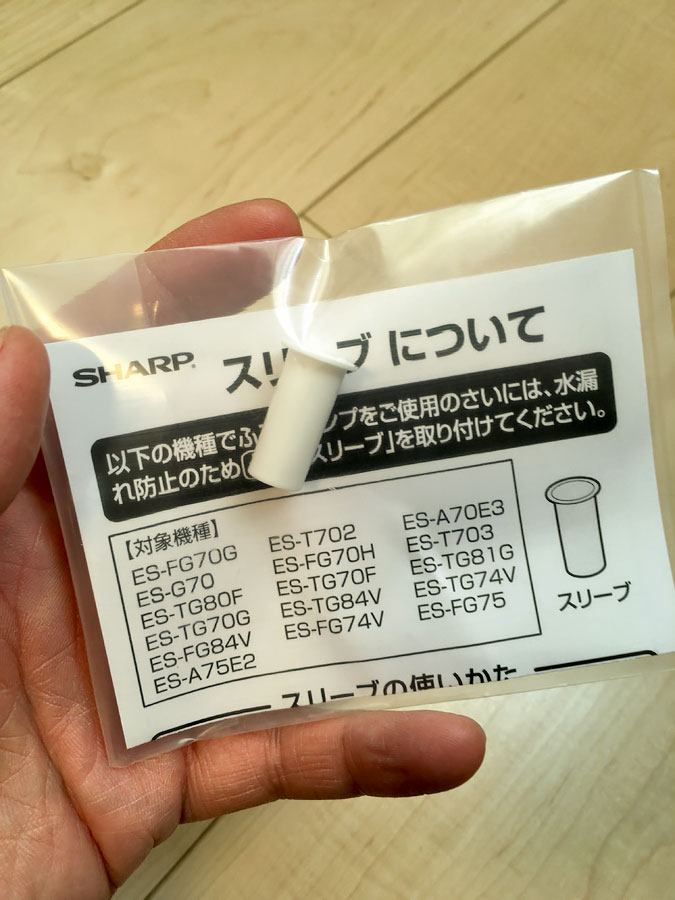 SHARP
ス ブ について
以下の機種でふ ンプをご使用のさいには、水漏
れ防止のため スリーブ」を取り付けてください。
【対象機種】
ES-FG70G
ES-G70
ES-TG80F
ES-TG70G
ES-FG84V
ES-A75E2
ES-T702
ES-FG70H
ES-TG70F
ES-TG84V
ES-FG74V
ES-A70E3
ES-T703
ES-TG81G
ES-TG74V
ES-FG75
スリーブ
スリーブの使いかた